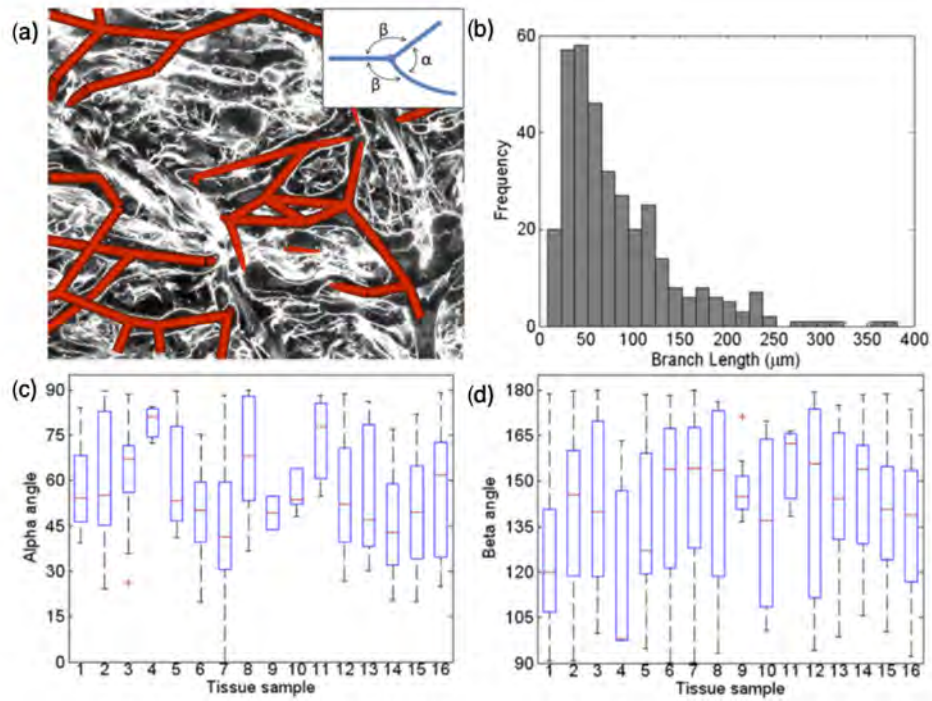 (a)
β
α
β
(b)
60
40
20
0
Frequency
0 50 100 150 200 250 300 350 400
Branch Length (μm)
(c)
90
75
60
45
30
15
0
Alpha angle
1 2 3 4 5 6 7 8 9 10 11 12 13 14 15 16
Tissue sample
(d)
180
165
150
135
120
105
90
Beta angle
1 2 3 4 5 6 7 8 9 10 11 12 13 14 15 16
Tissue sample